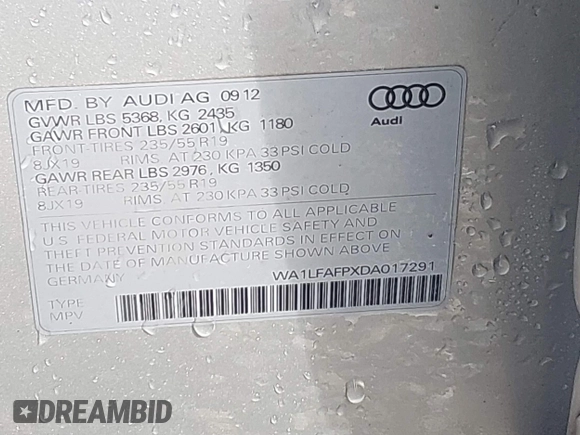 MFD. BY AUDI AG 09 12
GVWR LBS 5368, KG 2435
GAWR FRONT LBS 2601, KG 1180
FRONT-TIRES 235/55 R19
8JX19 RIMS, AT 230 KPA 33 PSI COLD
GAWR REAR LBS 2976, KG 1350
REAR-TIRES 235/55 R19
8JX19 RIMS, AT 230 KPA 33 PSI COLD
THIS VEHICLE CONFORMS TO ALL APPLICABLE
U.S. FEDERAL MOTOR VEHICLE SAFETY AND
THEFT PREVENTION STANDARDS IN EFFECT ON
THE DATE OF MANUFACTURE SHOWN ABOVE
GERMANY WA1LFAFPXDA017291
TYPE
MPV
Audi
DREAMBID